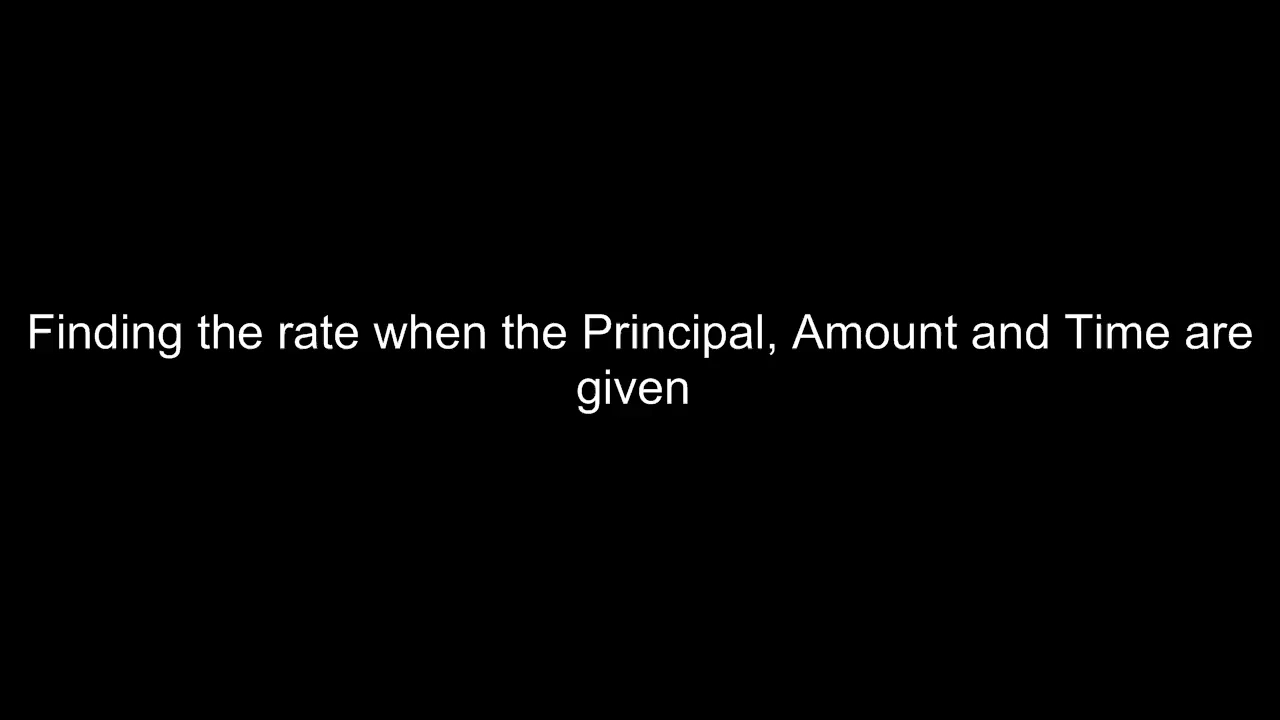 Finding the rate when the Principal, Amount and Time are
given